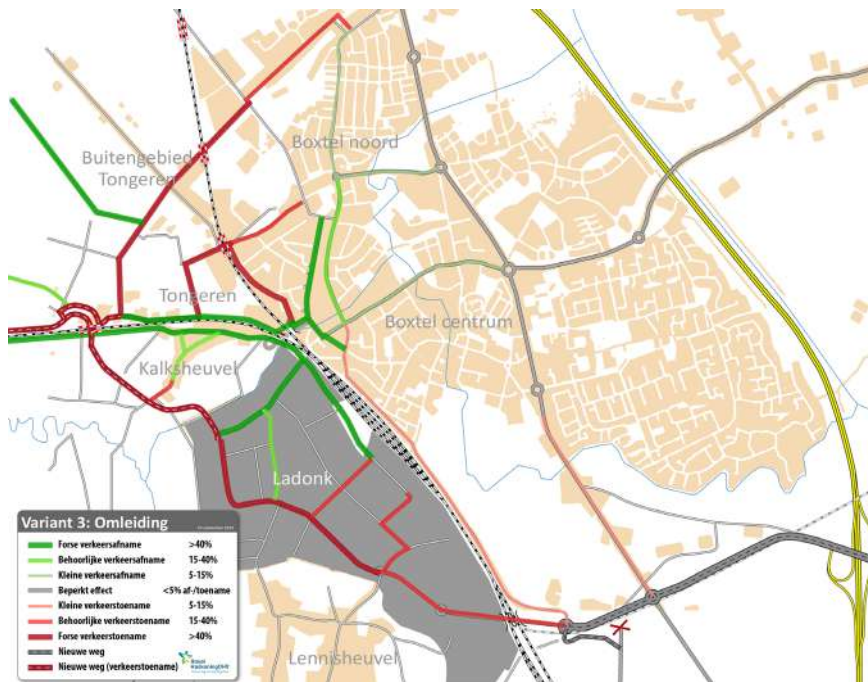 Boxtel noord
Buitengebied
Tongeren
Tongeren
Boxtel centrum
Kalksheuvel
Ladonk
Lennisheuvel
Variant 3: Omleiding
Forse verkeersafname >40%
Behoorlijke verkeersafname 15-40%
Kleine verkeersafname 5-15%
Beperkt effect <5% af-/toename
Kleine verkeerstoename 5-15%
Behoorlijke verkeerstoename 15-40%
Forse verkeerstoename >40%
Nieuwe weg
Nieuwe weg (verkeerstoename)